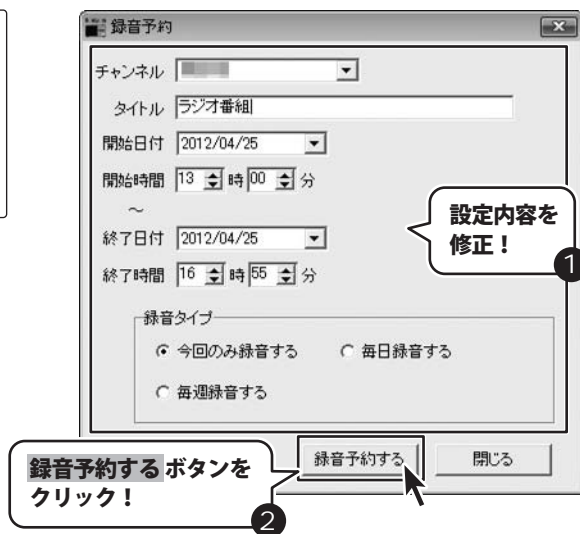 録音予約
チャンネル
タイトル ラジオ番組
開始日付 2012/04/25
開始時間 13 時 00 分
～
終了日付 2012/04/25
終了時間 16 時 55 分
設定内容を
修正！
1
録音タイプ
今回のみ録音する 毎日録音する
毎週録音する
録音予約する 閉じる
録音予約する ボタンを
クリック！
2